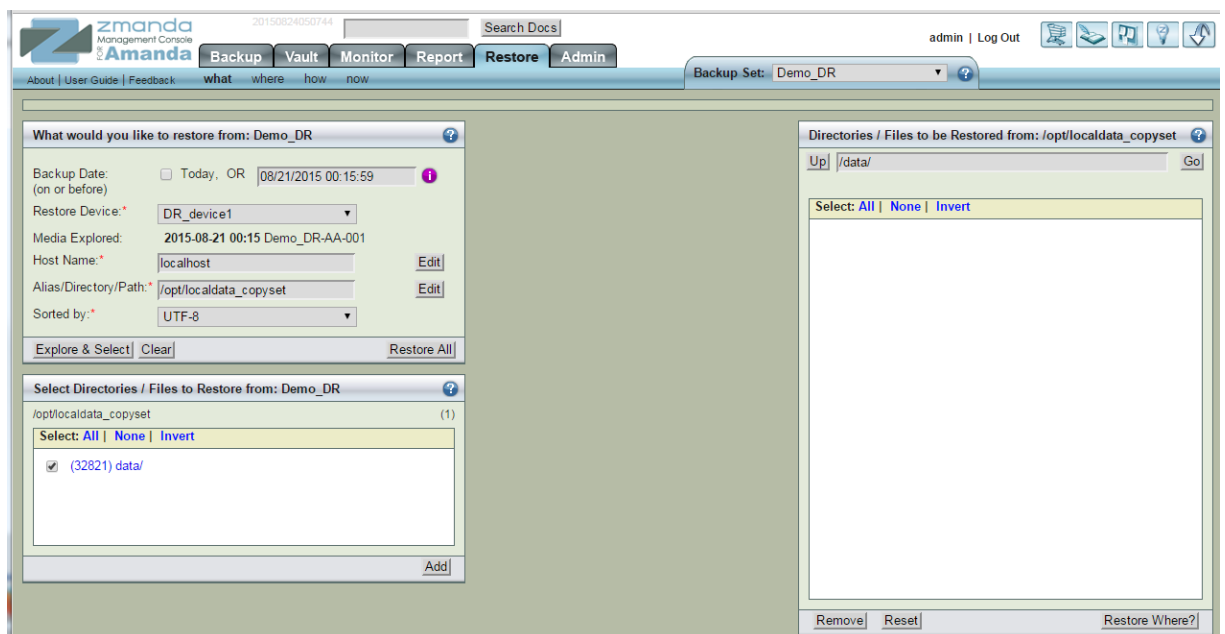 zmanda
Management Console
for Amanda
20150824050744
Search Docs
admin | Log Out
Backup Vault Monitor Report Restore Admin
About | User Guide | Feedback what where how now
Backup Set: Demo_DR
What would you like to restore from: Demo_DR
Backup Date: Today, OR 08/21/2015 00:15:59
(on or before)
Restore Device:* DR_device1
Media Explored: 2015-08-21 00:15 Demo_DR-AA-001
Host Name:* localhost Edit
Alias/Directory/Path:* /opt/localdata_copyset Edit
Sorted by:* UTF-8
Explore & Select Clear Restore All
Select Directories / Files to Restore from: Demo_DR
/opt/localdata_copyset (1)
Select: All | None | Invert
(32821) data/
Add
Directories / Files to be Restored from: /opt/localdata_copyset
Up /data/ Go
Select: All | None | Invert
Remove Reset Restore Where?